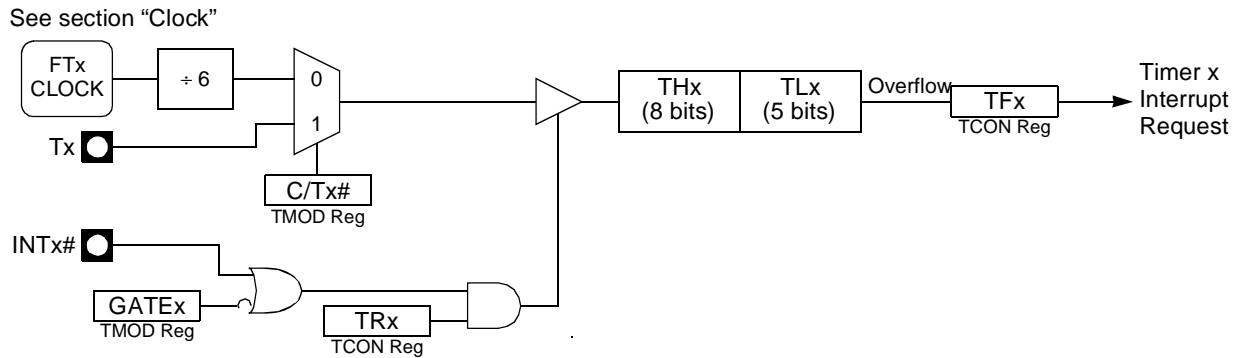 See section “Clock”
FTx
CLOCK
÷ 6
0
1
Tx
C/Tx#
TMOD Reg
THx
(8 bits)
TLx
(5 bits)
Overflow
TFx
TCON Reg
Timer x
Interrupt
Request
INTx#
GATEx
TMOD Reg
TRx
TCON Reg